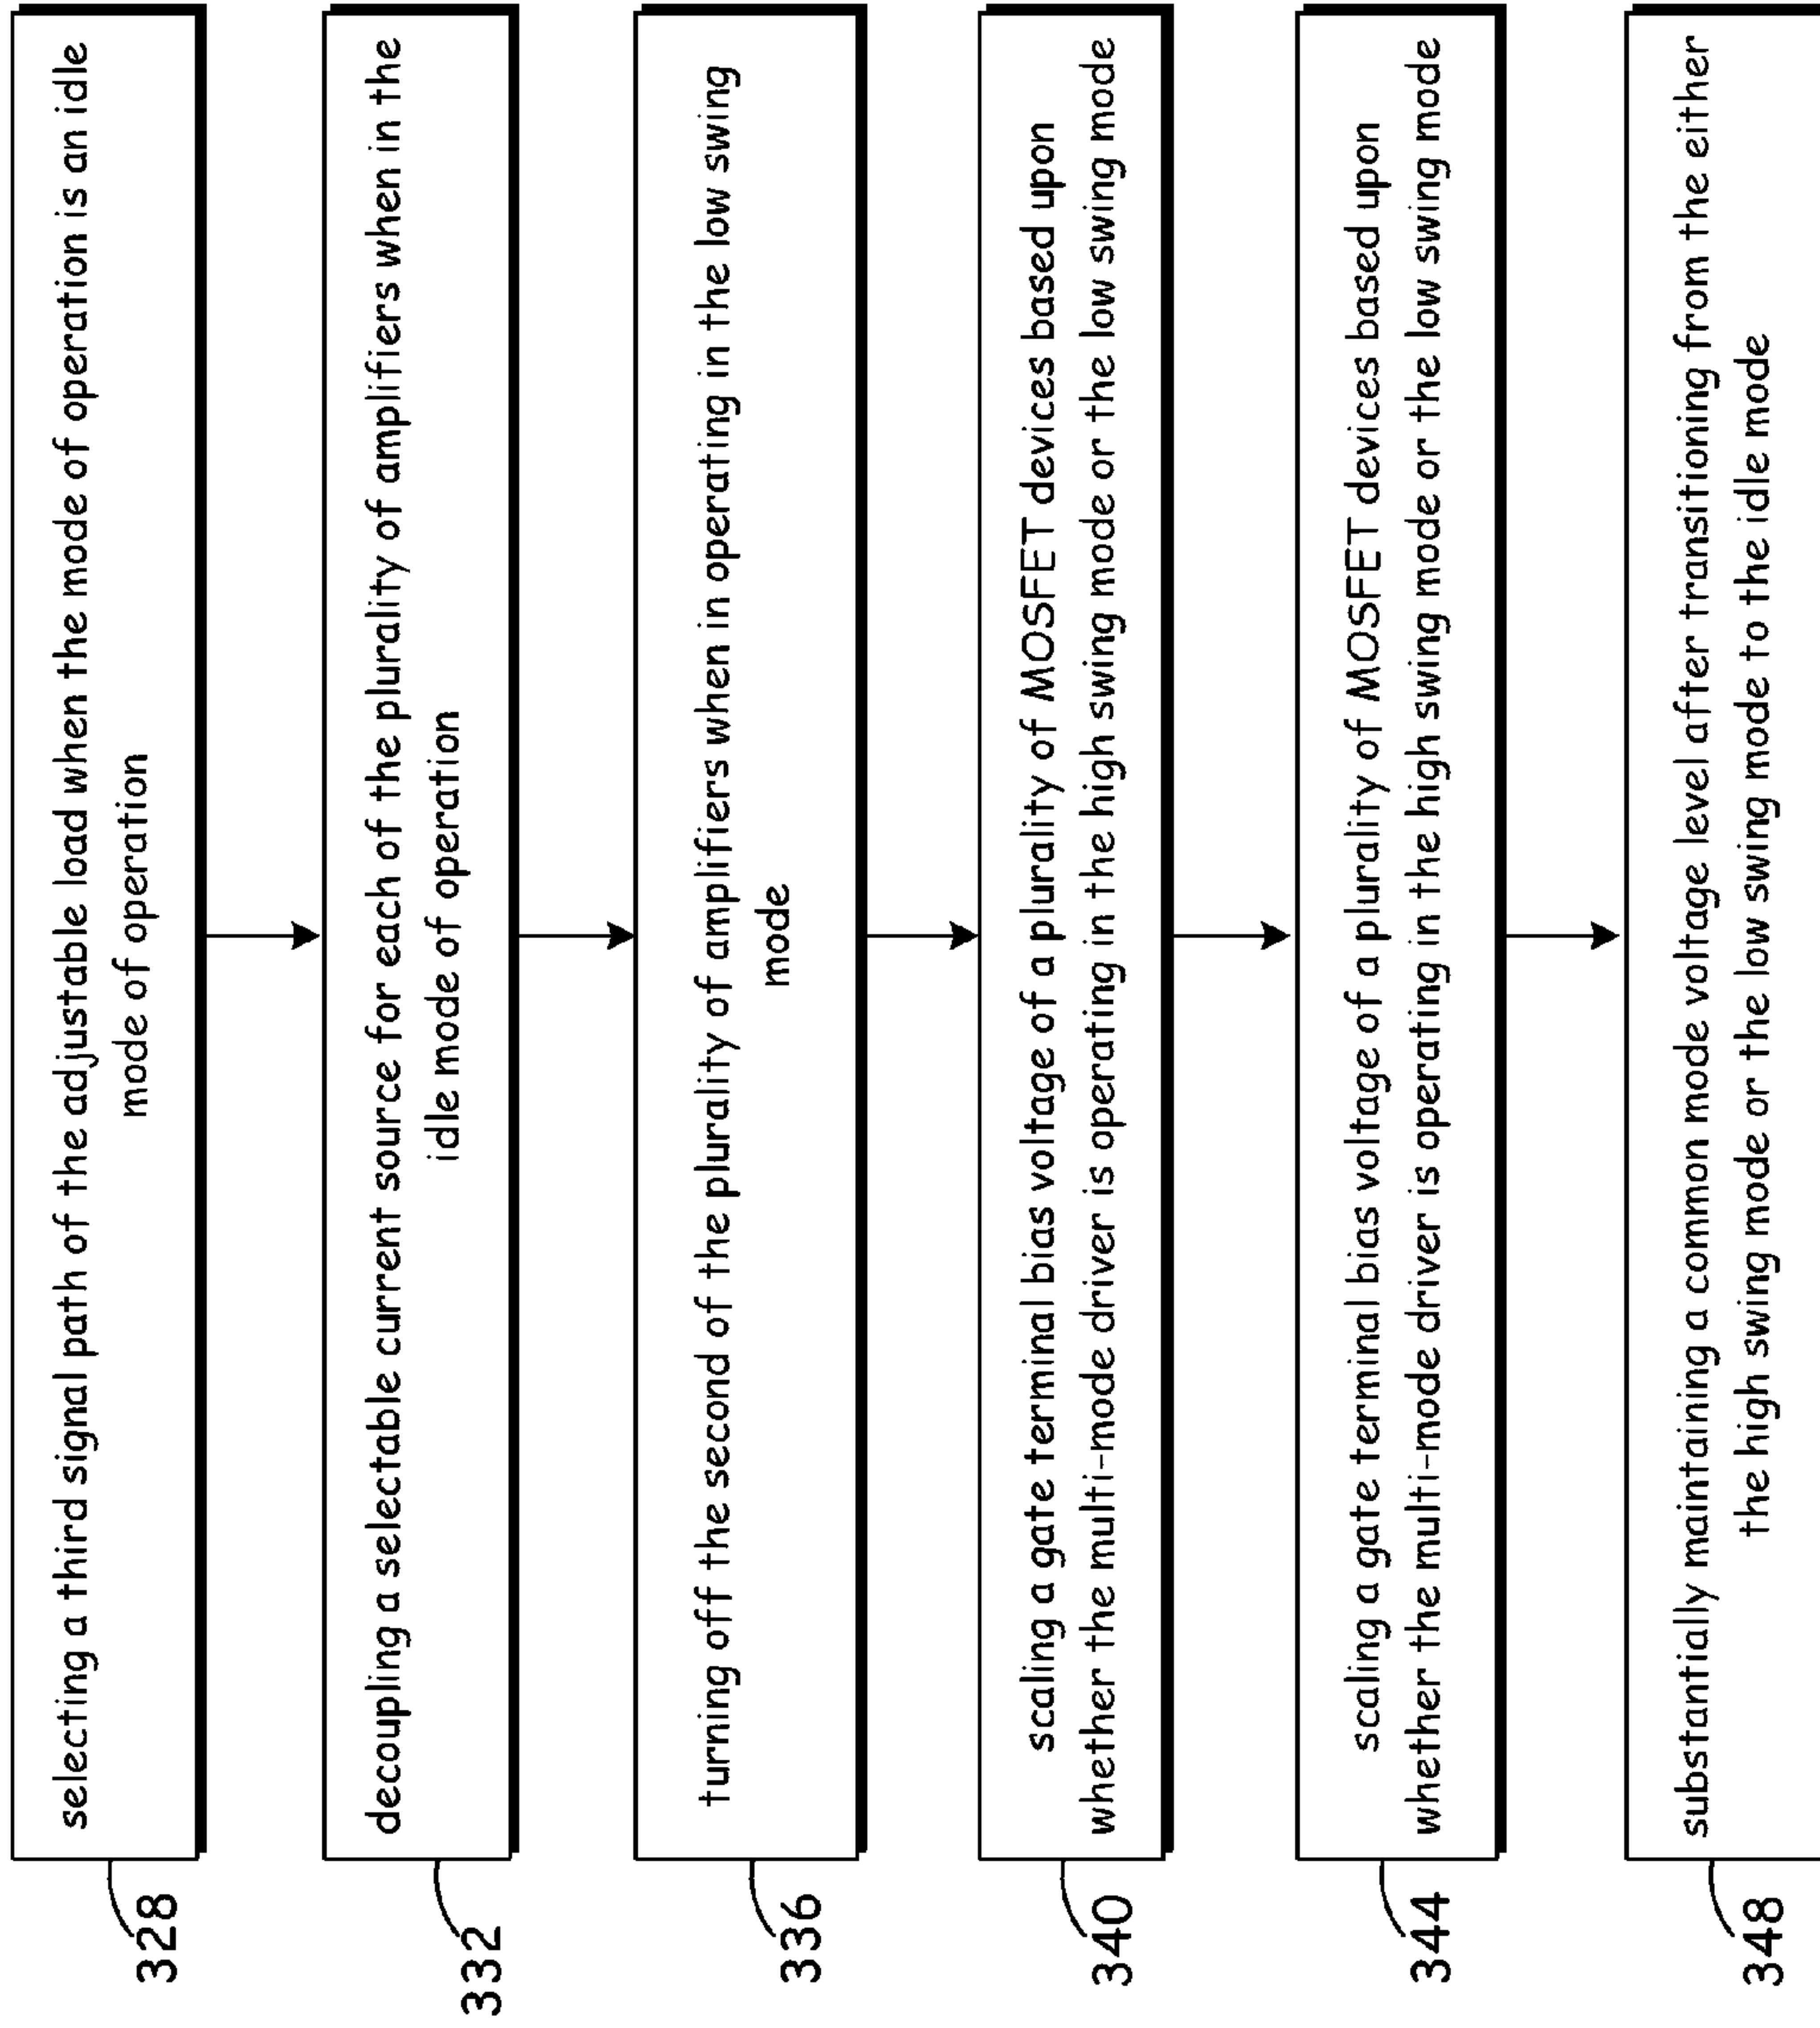 selecting a third signal path of the adjustable load when the mode of operation is an idle
mode of operation
328
decoupling a selectable current source for each of the plurality of amplifiers when in the
idle mode of operation
332
turning off the second of the plurality of amplifiers when in operating in the low swing
mode
336
scaling a gate terminal bias voltage of a plurality of MOSFET devices based upon
whether the multi-mode driver is operating in the high swing mode or the low swing mode
340
scaling a gate terminal bias voltage of a plurality of MOSFET devices based upon
whether the multi-mode driver is operating in the high swing mode or the low swing mode
344
substantially maintaining a common mode voltage level after transitioning from the either
the high swing mode or the low swing mode to the idle mode
348